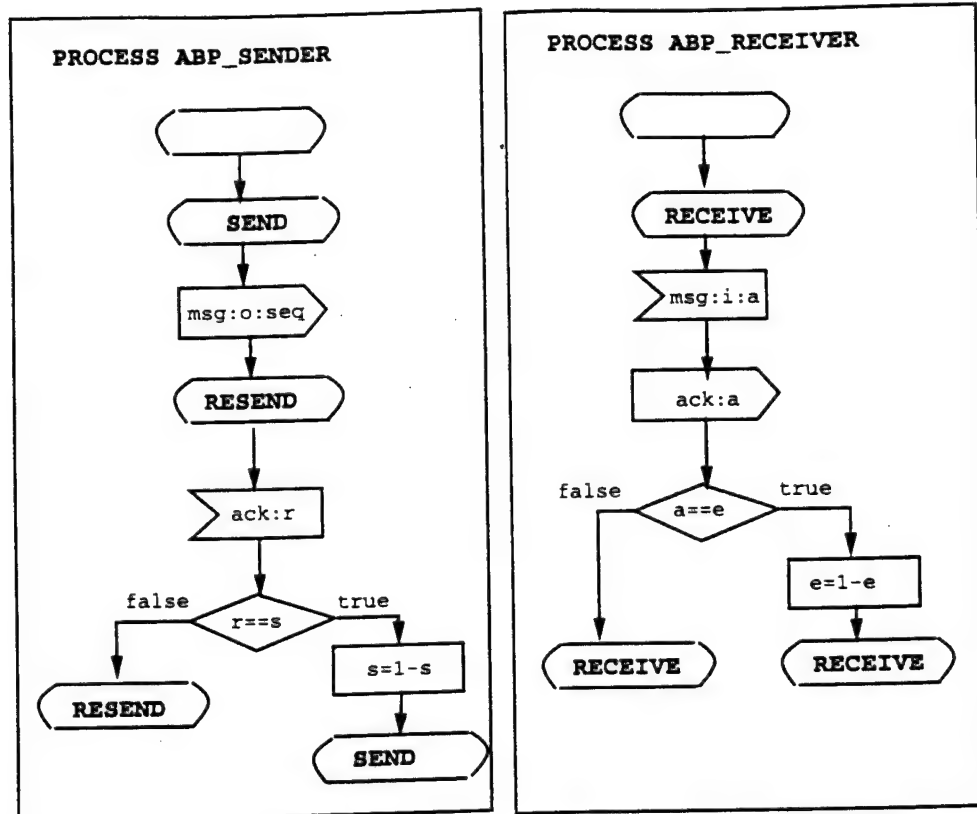 PROCESS ABP_SENDER
SEND
msg:o:seq
RESEND
ack:r
false
r==s
true
s=1-s
RESEND
SEND
PROCESS ABP_RECEIVER
RECEIVE
msg:i:a
ack:a
false
a==e
true
e=1-e
RECEIVE
RECEIVE